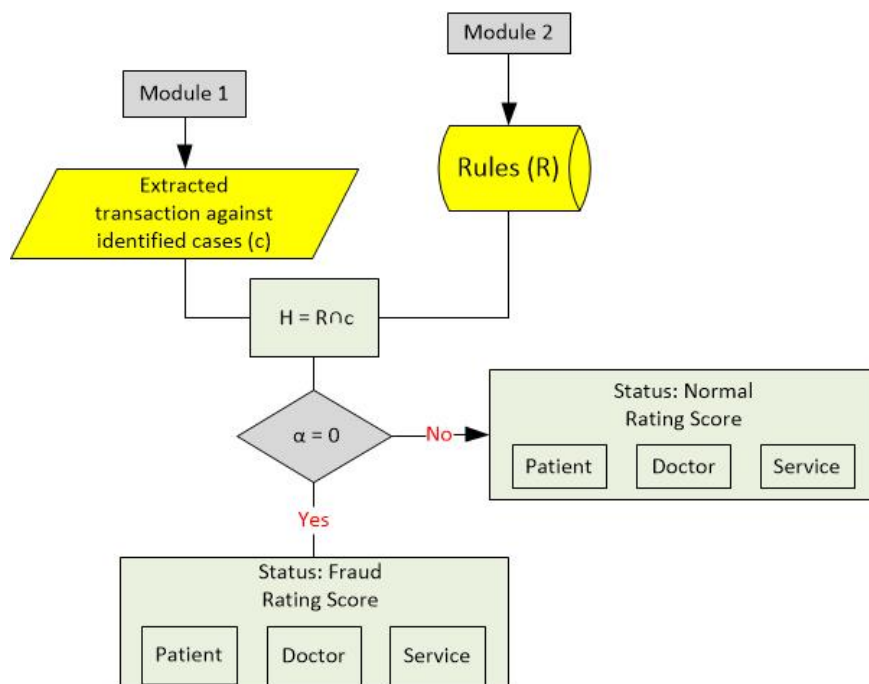 Module 2
Module 1
Rules (R)
Extracted
transaction against
identified cases (c)
H = R∩c
α = 0
No
Status: Normal
Rating Score
Patient
Doctor
Service
Yes
Status: Fraud
Rating Score
Patient
Doctor
Service